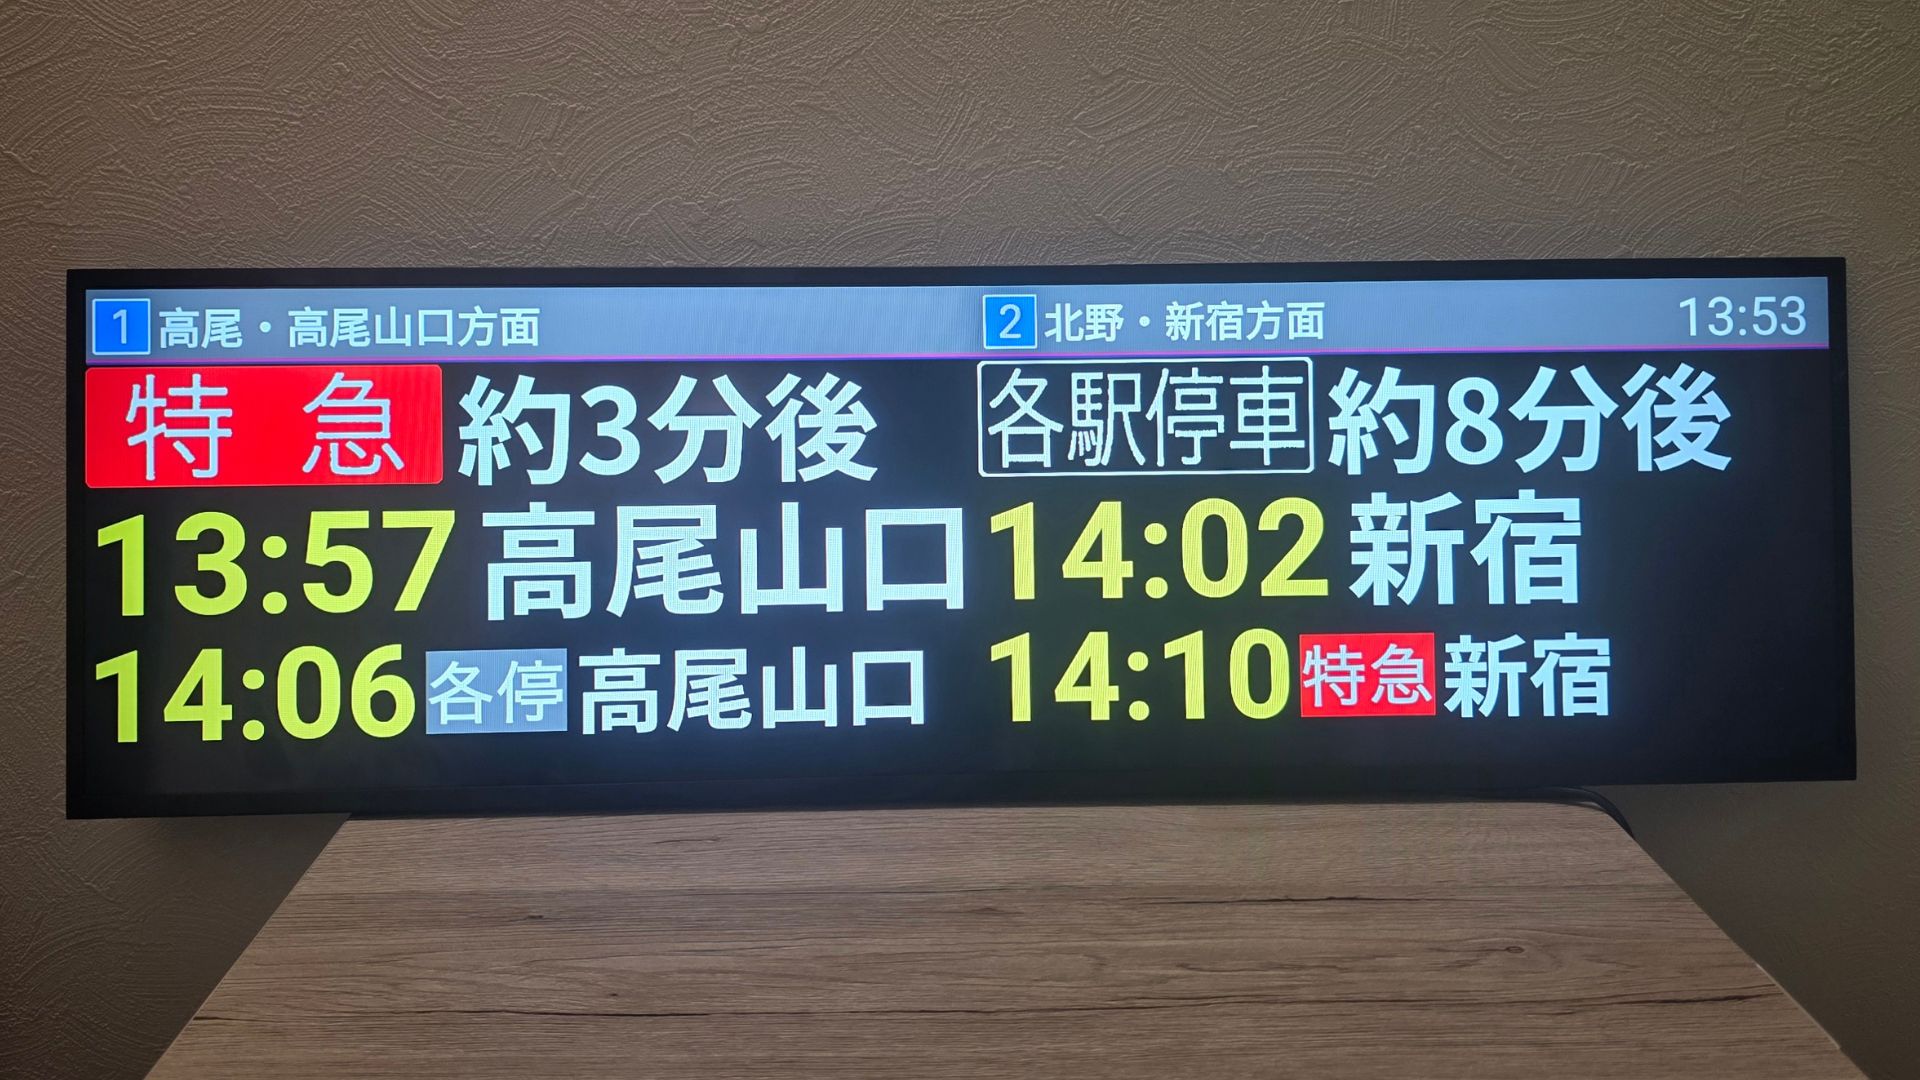 1 高尾・高尾山口方面
特急 約3分後
13:57 高尾山口
14:06 各停 高尾山口
2 北野・新宿方面 13:53
各駅停車 約8分後
14:02 新宿
14:10 特急 新宿